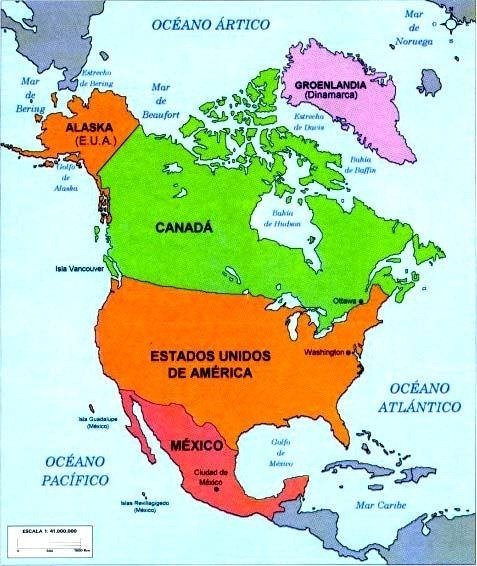 OCÉANO ÁRTICO
Mar
de
Noruega
Mar
de
Bering
Estrecho
de Bering
Mar
de
Beaufort
GROENLANDIA
(Dinamarca)
ALASKA
(E.U.A.)
Estrecho
de Davis
Golfo
de
Alaska
Bahía
de
Baffin
CANADÁ
Bahía
de Hudson
Isla Vancouver
Ottawa
Washington
ESTADOS UNIDOS
DE AMÉRICA
OCÉANO
ATLÁNTICO
Isla Guadalupe
(México)
MÉXICO
Golfo
de
México
OCÉANO
PACÍFICO
Ciudad de
México
Islas Revillagigedo
(México)
Mar Caribe
ESCALA 1: 41.000.000